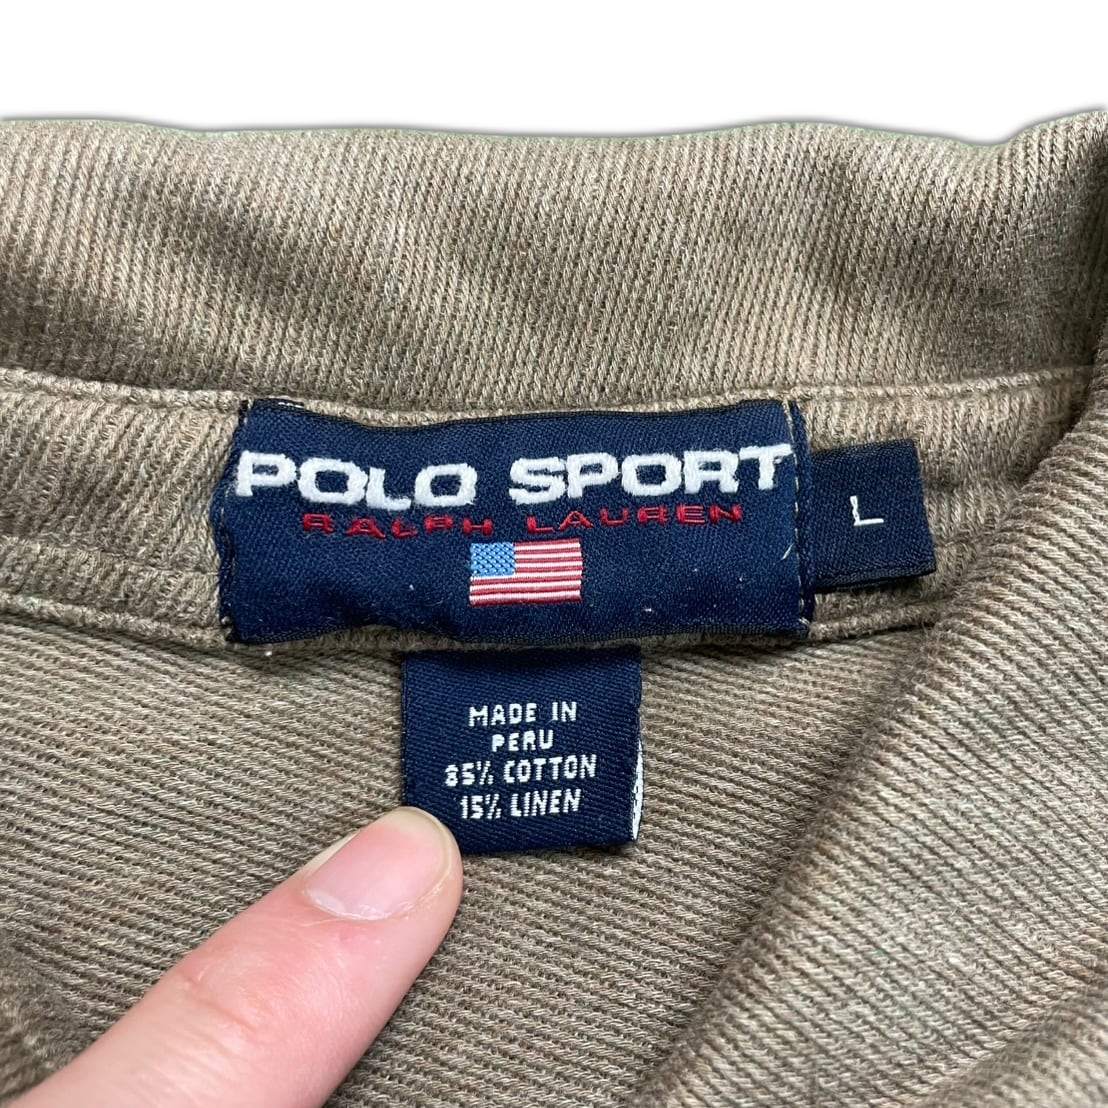 POLO SPORT
RALPH LAUREN
L
MADE IN
PERU
85% COTTON
15% LINEN